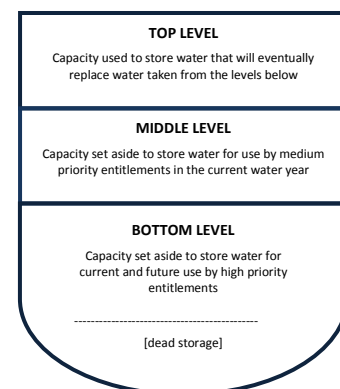 TOP LEVEL
Capacity used to store water that will eventually
replace water taken from the levels below
MIDDLE LEVEL
Capacity set aside to store water for use by medium
priority entitlements in the current water year
BOTTOM LEVEL
Capacity set aside to store water for
current and future use by high priority
entitlements
[dead storage]